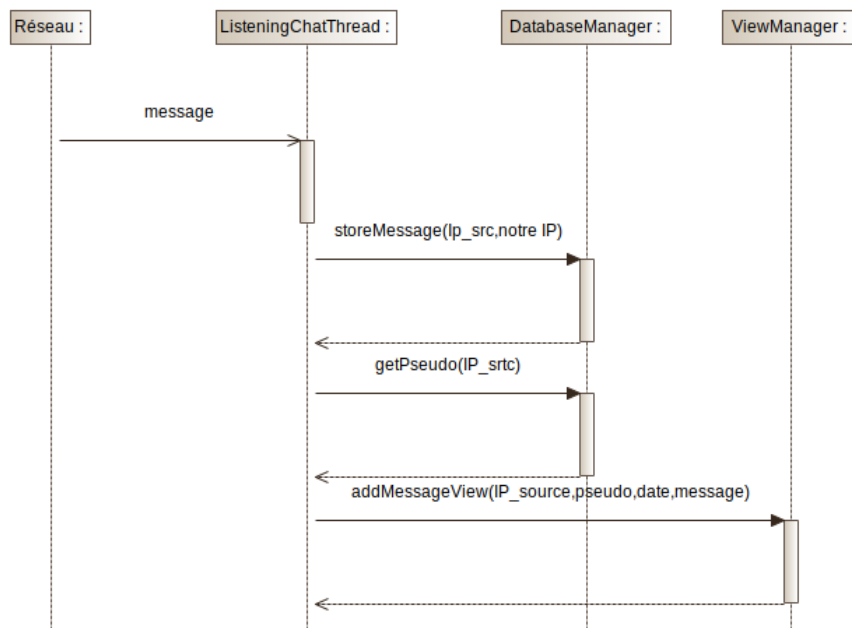 Réseau :
ListeningChatThread :
DatabaseManager :
ViewManager :
message
storeMessage(Ip_src,notre IP)
getPseudo(IP_srtc)
addMessageView(IP_source,pseudo,date,message)